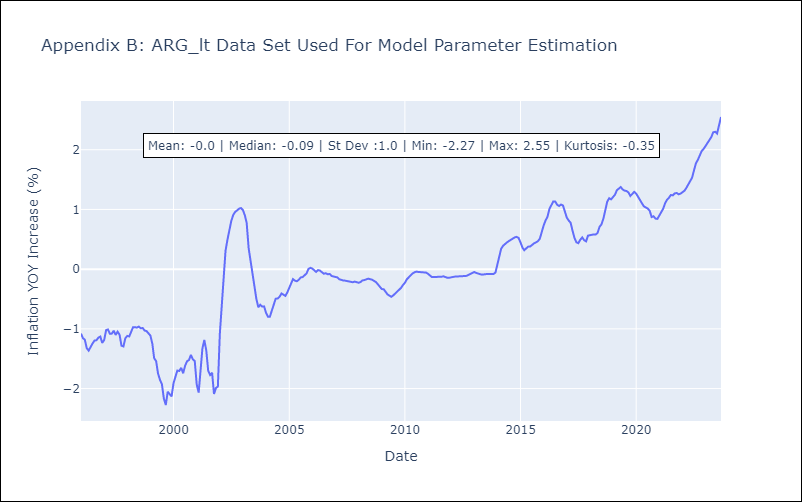 Appendix B: ARG_lt Data Set Used For Model Parameter Estimation
Mean: -0.0 | Median: -0.09 | St Dev :1.0 | Min: -2.27 | Max: 2.55 | Kurtosis: -0.35
Inflation YOY Increase (%)
2
1
0
−1
−2
2000
2005
2010
2015
2020
Date